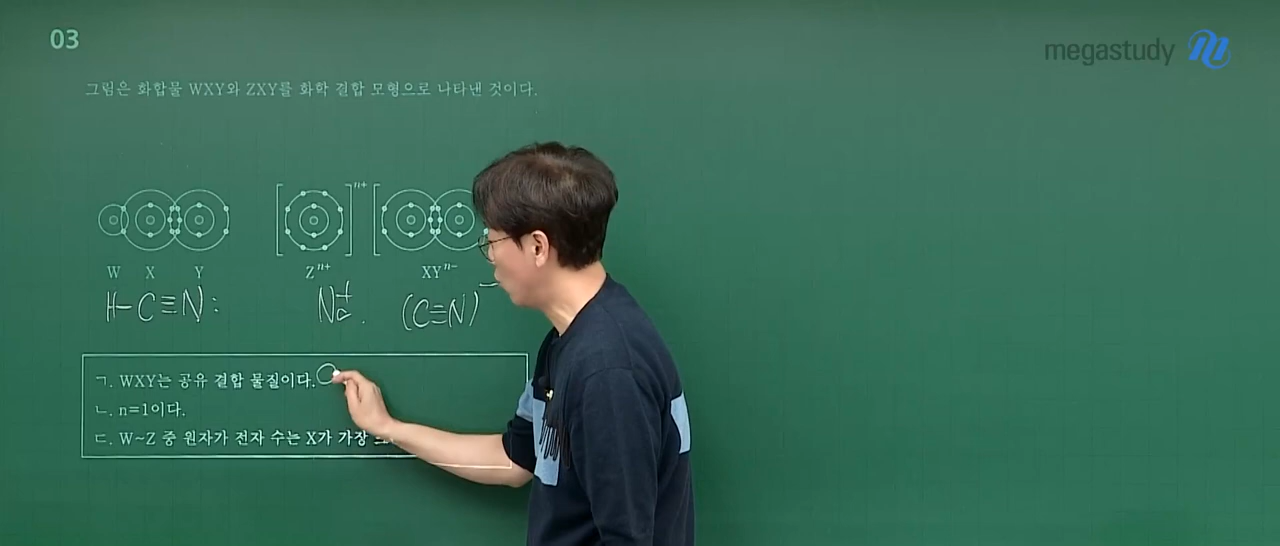 03
megastudy
그림은 화합물 WXY와 ZXY를 화학 결합 모형으로 나타낸 것이다.
n+
W X Y Zⁿ⁺ XYⁿ⁻
H-C≡N: Na⁺ (C≡N)⁻
ㄱ. WXY는 공유 결합 물질이다.
ㄴ. n=1이다.
ㄷ. W~Z 중 원자가 전자 수는 X가 가장